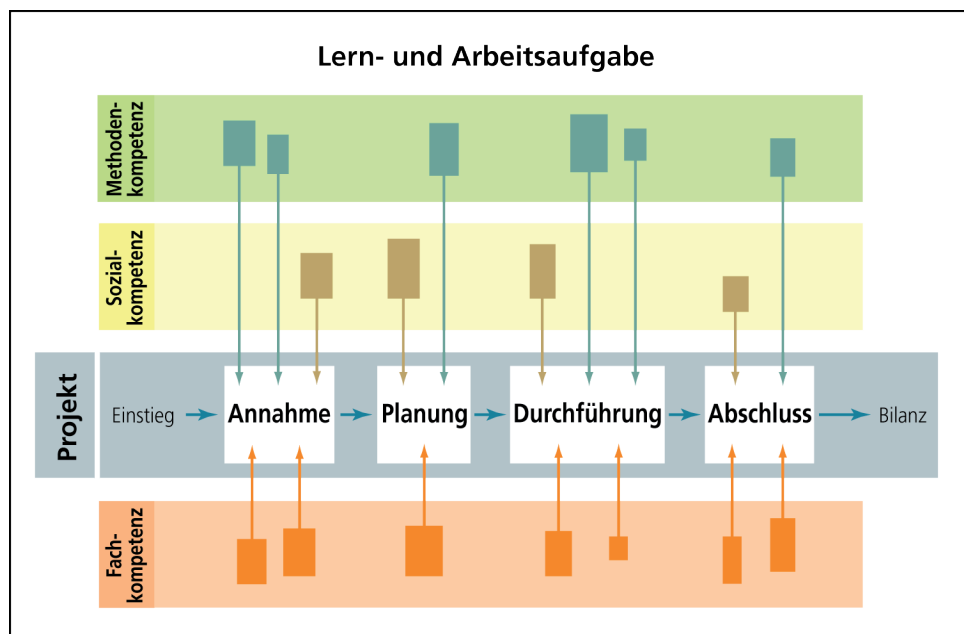 Lern- und Arbeitsaufgabe
Methoden-
kompetenz
Sozial-
kompetenz
Projekt
Einstieg
Annahme
Planung
Durchführung
Abschluss
Bilanz
Fach-
kompetenz